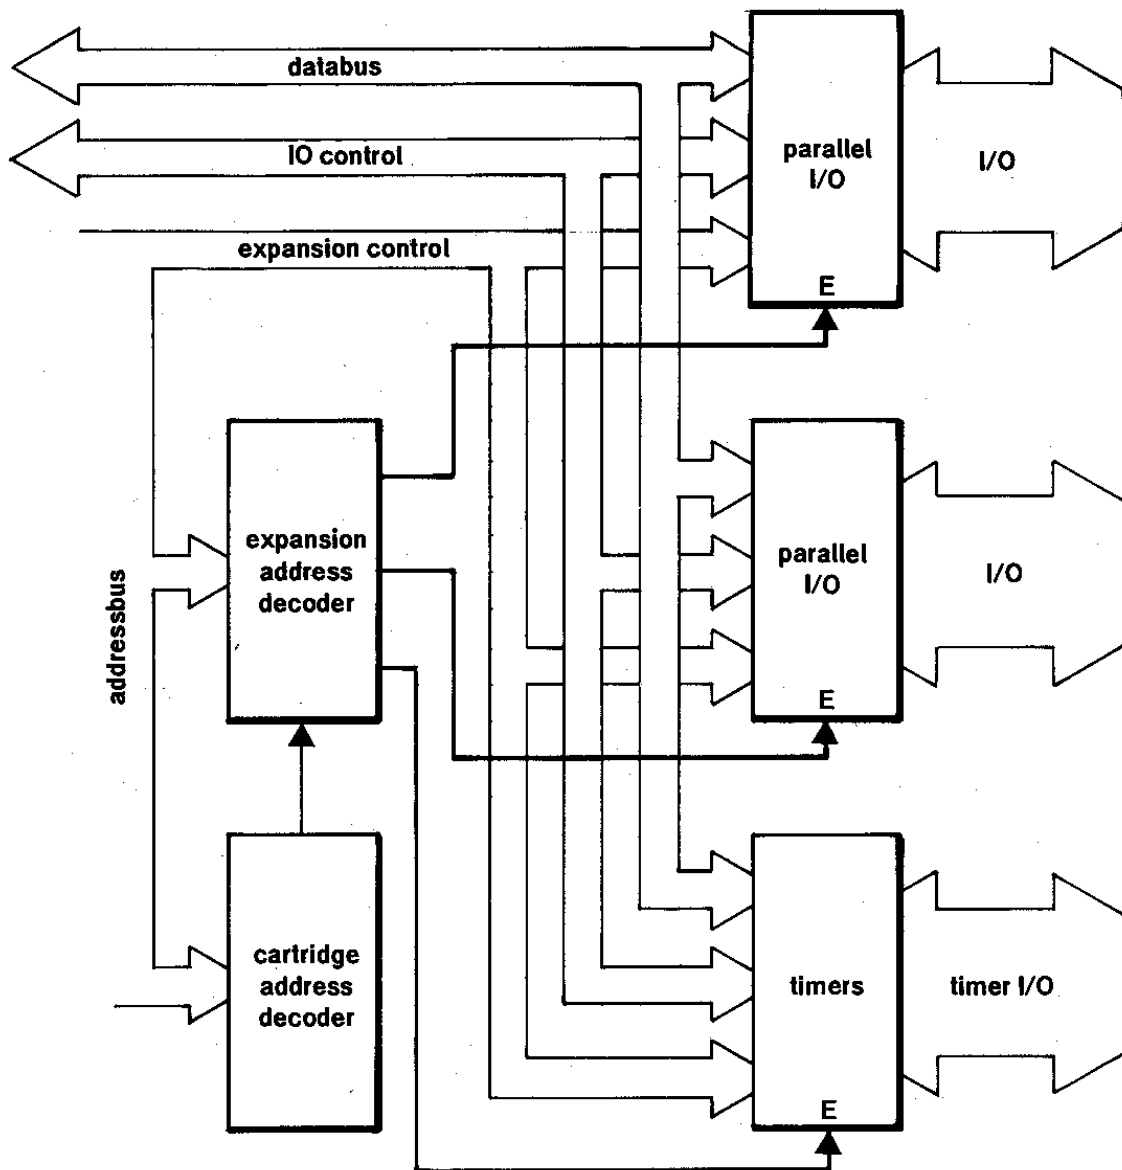 databus
IO control
expansion control
parallel
I/O
E
I/O
expansion
address
decoder
addressbus
parallel
I/O
E
I/O
cartridge
address
decoder
timers
E
timer I/O